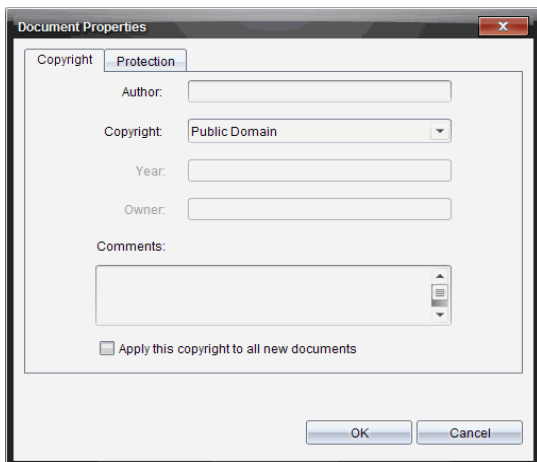 Document Properties
Copyright Protection
Author:
Copyright: Public Domain
Year:
Owner:
Comments:
Apply this copyright to all new documents
OK Cancel